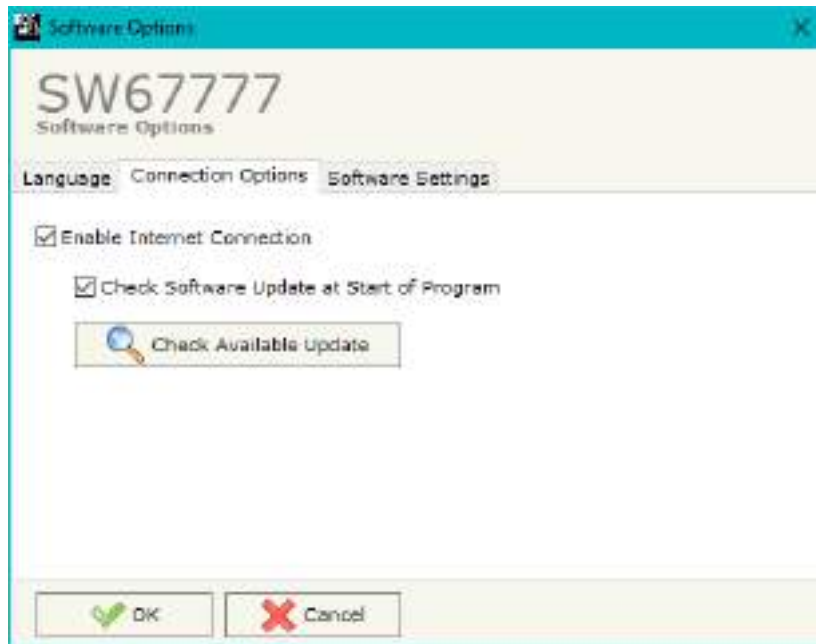 Software Options
SW67777
Software Options
Language Connection Options Software Settings
Enable Internet Connection
Check Software Update at Start of Program
Check Available Update
OK Cancel